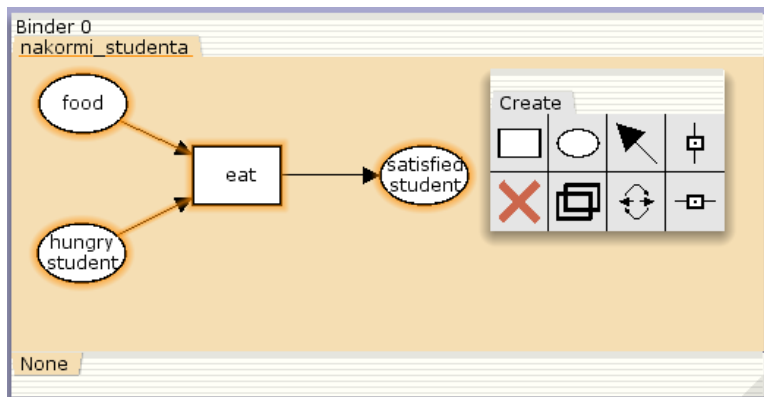 Binder 0
nakormi_studenta
food
Create
eat
satisfied
student
hungry
student
None